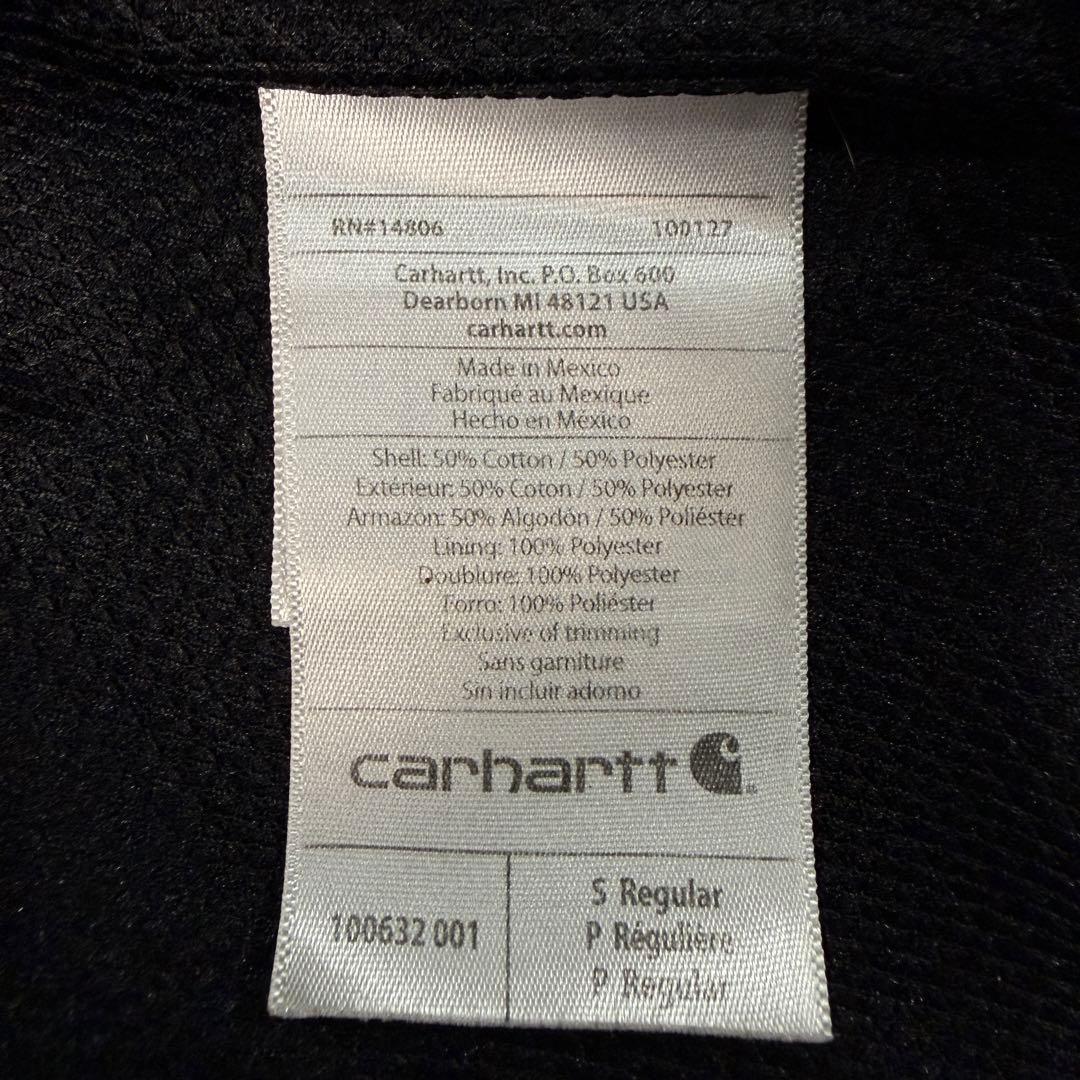 RN#14806 100127
Carhartt, Inc. P.O. Box 600
Dearborn MI 48121 USA
carhartt.com
Made in Mexico
Fabriqué au Mexique
Hecho en México
Shell: 50% Cotton / 50% Polyester
Extérieur: 50% Coton / 50% Polyester
Armazón: 50% Algodón / 50% Poliéster
Lining: 100% Polyester
Doublure: 100% Polyester
Forro: 100% Poliéster
Exclusive of trimming
Sans garniture
Sin incluir adorno
carhartt
100632 001
S Regular
P Régulière
P Regular